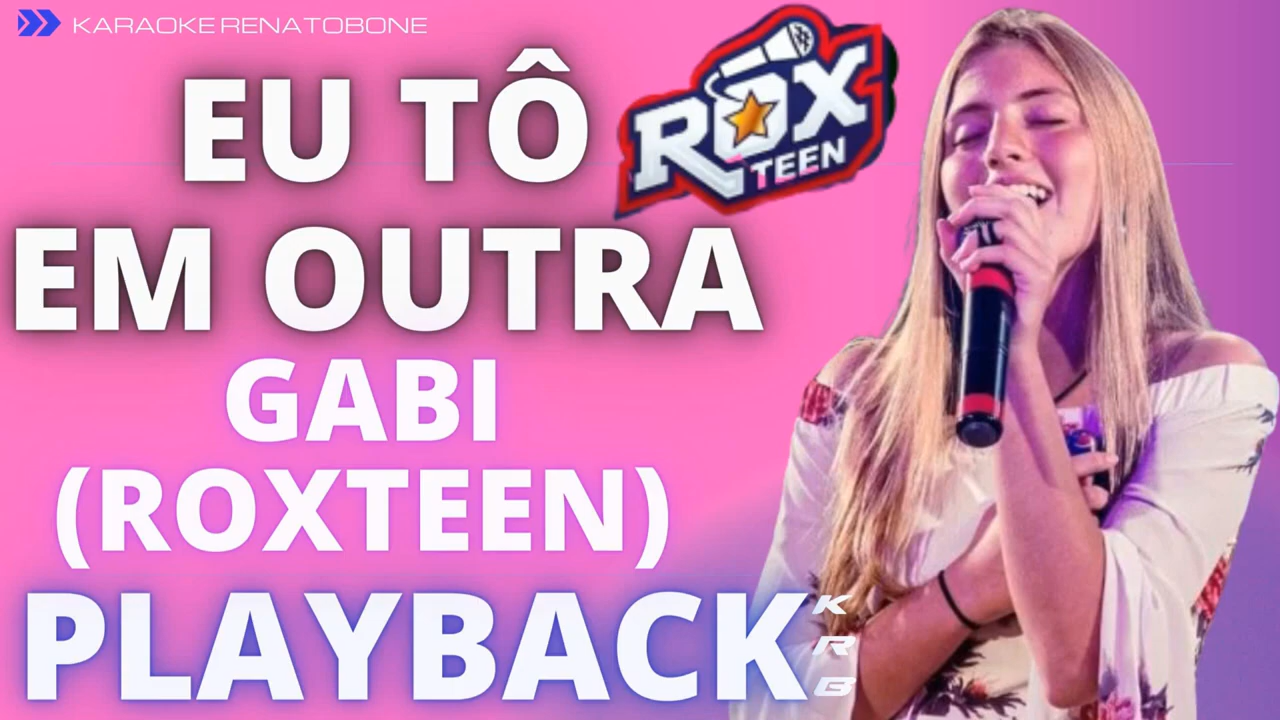 KARAOKE RENATOBONE
EU TÔ
EM OUTRA
GABI
(ROXTEEN)
PLAYBACK
ROX
TEEN
K
R
B